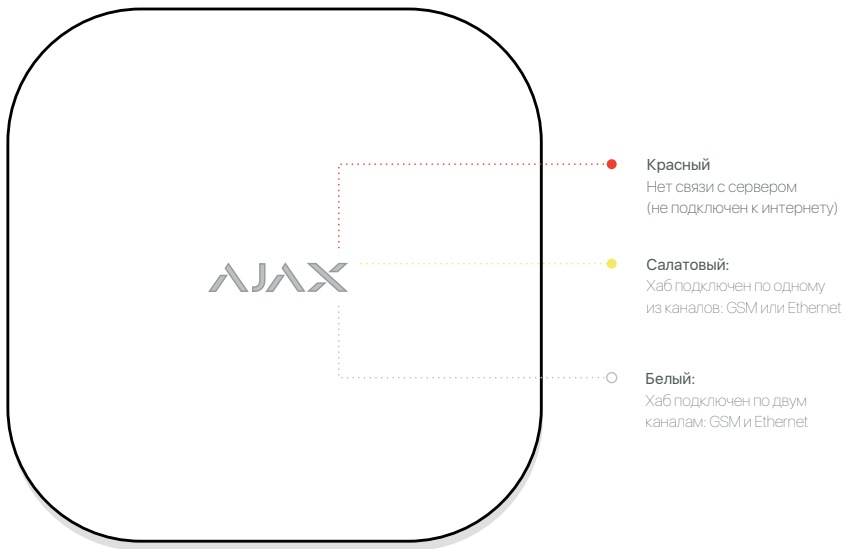 AJAX
Красный
Нет связи с сервером
(не подключен к интернету)
Салатовый:
Хаб подключен по одному
из каналов: GSM или Ethernet
Белый:
Хаб подключен по двум
каналам: GSM и Ethernet